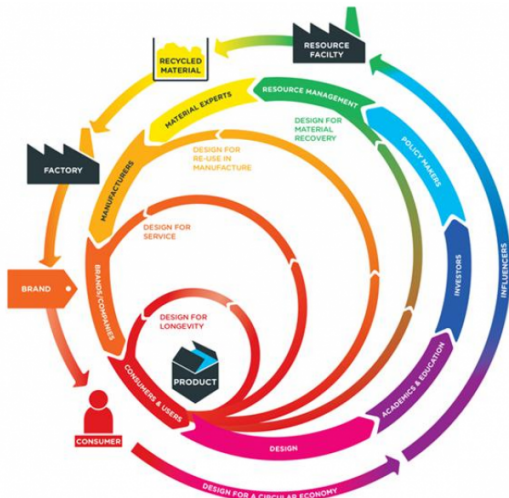 RESOURCE
FACILTY
RECYCLED
MATERIAL
MATERIAL EXPERTS
RESOURCE MANAGEMENT
DESIGN FOR
MATERIAL
RECOVERY
DESIGN FOR
RE-USE IN
MANUFACTURE
POLICY MAKERS
FACTORY
MANUFACTURERS
DESIGN FOR
SERVICE
INVESTORS
INFLUENCERS
BRAND
BRANDS/COMPANIES
DESIGN FOR
LONGEVITY
PRODUCT
CONSUMERS & USERS
ACADEMICS & EDUCATION
CONSUMER
DESIGN
DESIGN FOR A CIRCULAR ECONOMY